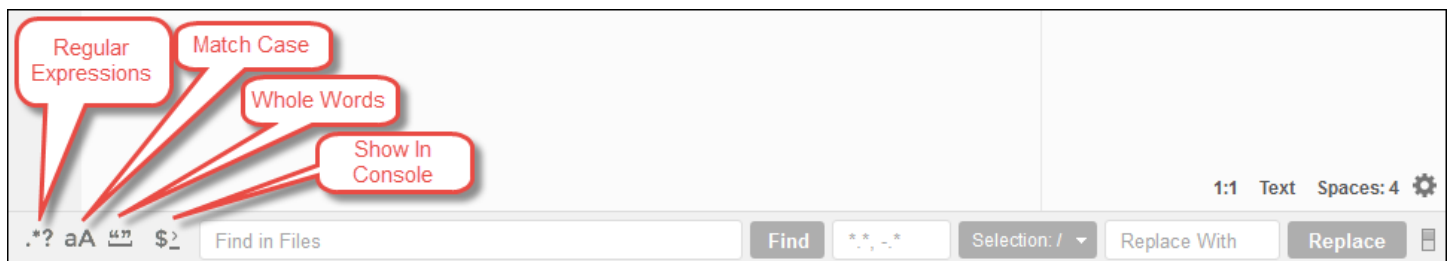 Regular
Expressions
Match Case
Whole Words
Show In
Console
1:1 Text Spaces: 4
.*? aA “” $> Find in Files Find *.*, -.* Selection: / Replace With Replace